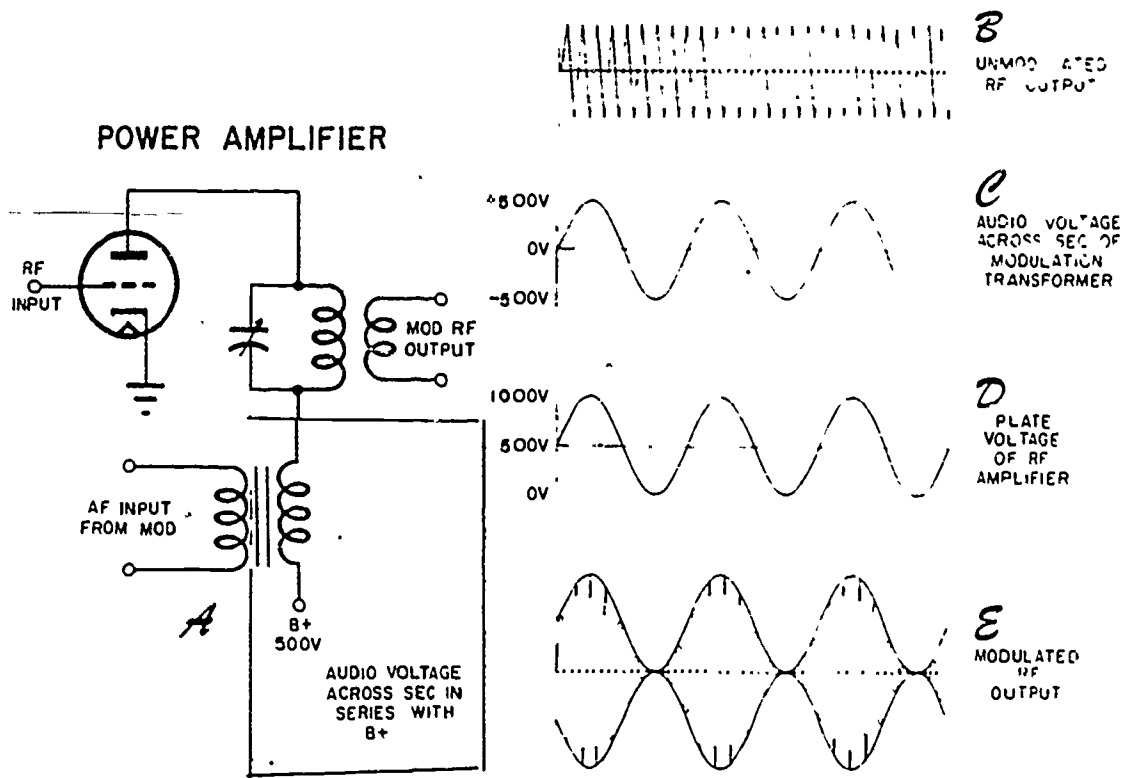 POWER AMPLIFIER
RF
INPUT
MOD RF
OUTPUT
AF INPUT
FROM MOD
A
B+
500V
AUDIO VOLTAGE
ACROSS SEC IN
SERIES WITH
B+
B
RF OUTPUT
C
+500V
0V
-500V
AUDIO VOLTAGE
ACROSS SEC OF
MODULATION
TRANSFORMER
D
1000V
500V
0V
PLATE
VOLTAGE
OF RF
AMPLIFIER
E
MODULATED
RF
OUTPUT